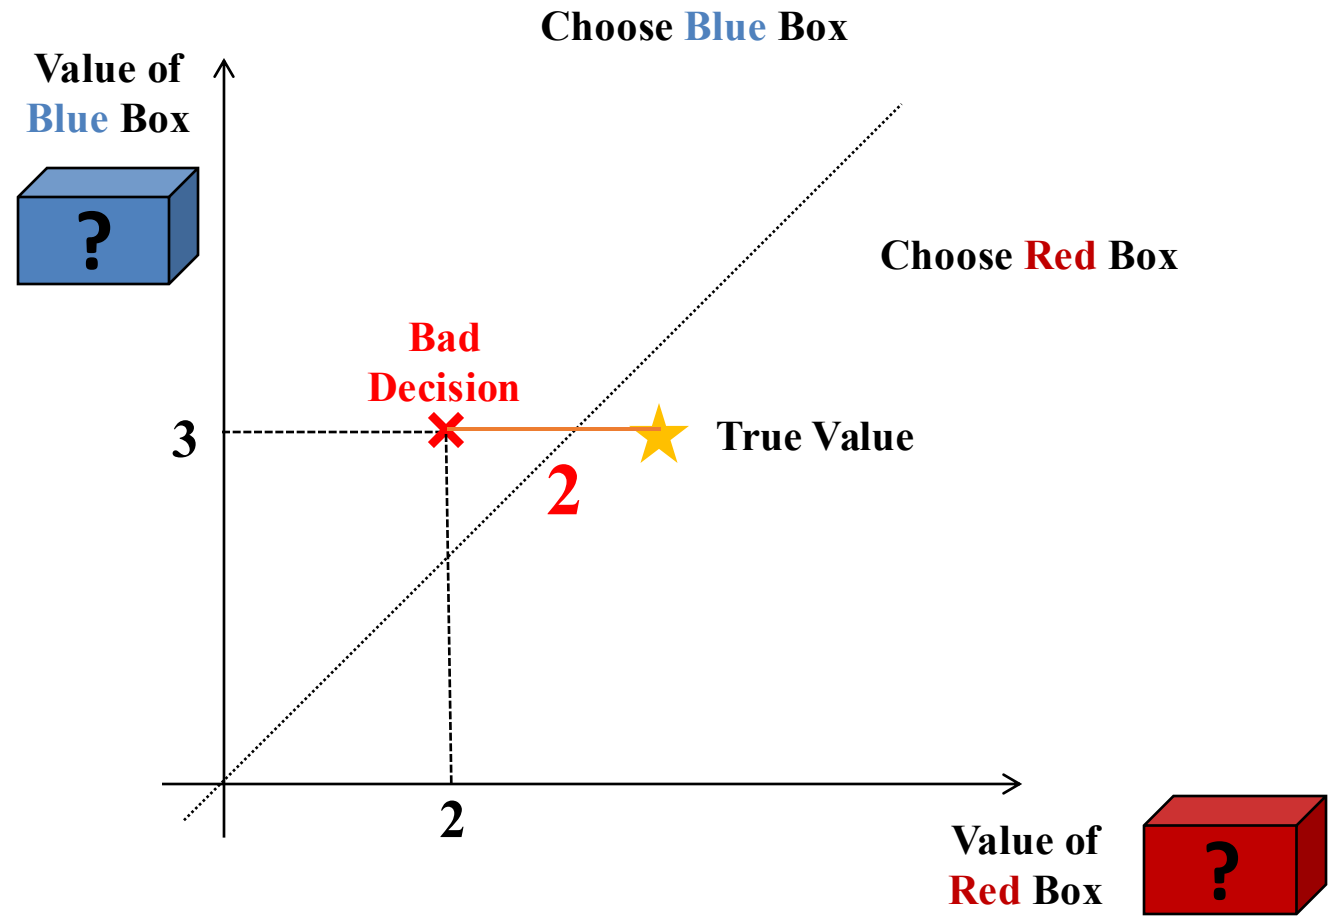 Choose Blue Box
Value of
Blue Box
?
Choose Red Box
Bad
Decision
3
True Value
2
2
Value of
Red Box
?